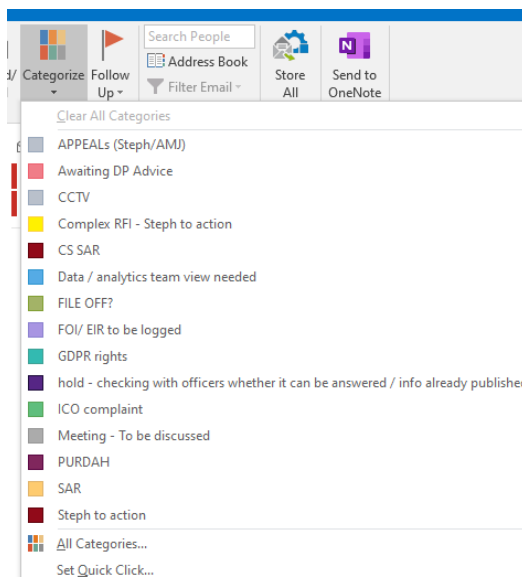 Search People
Address Book
Filter Email
d/ Categorize Follow Up Store All Send to OneNote
Clear All Categories
APPEALs (Steph/AMJ)
Awaiting DP Advice
CCTV
Complex RFI - Steph to action
CS SAR
Data / analytics team view needed
FILE OFF?
FOI/ EIR to be logged
GDPR rights
hold - checking with officers whether it can be answered / info already published
ICO complaint
Meeting - To be discussed
PURDAH
SAR
Steph to action
All Categories...
Set Quick Click...